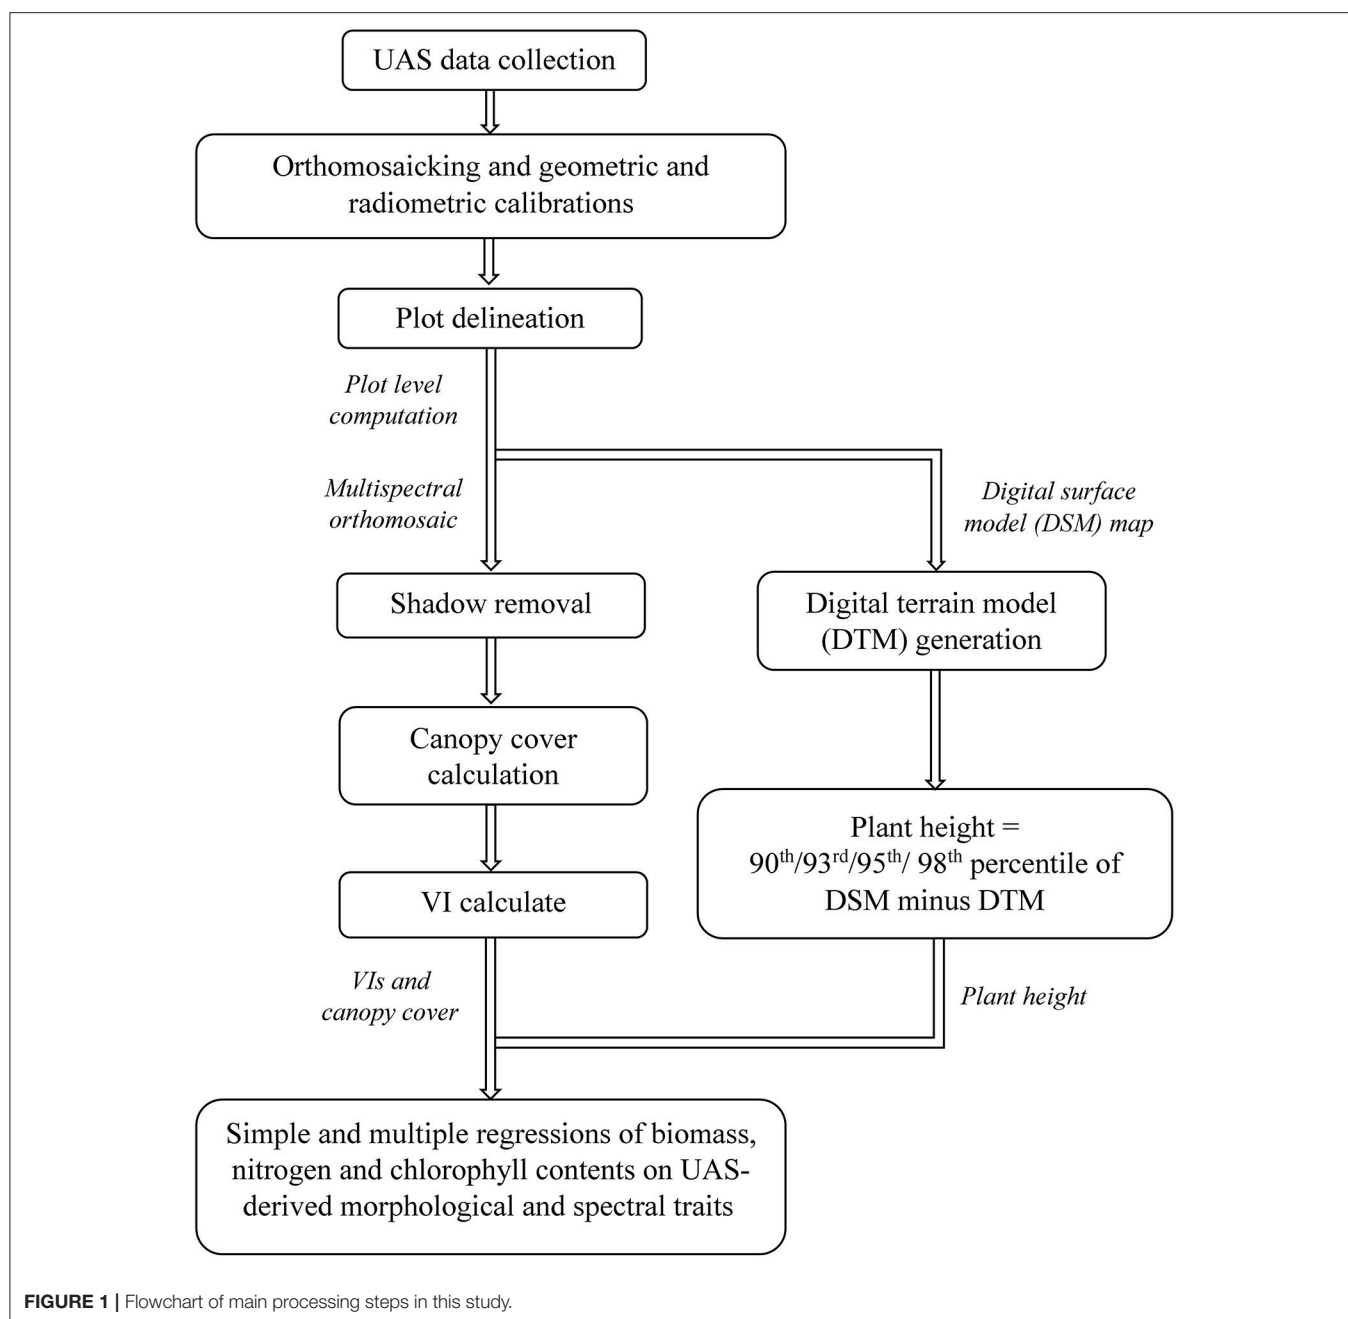 UAS data collection
Orthomosaicking and geometric and
radiometric calibrations
Plot delineation
Plot level
computation
Multispectral
orthomosaic
Digital surface
model (DSM) map
Shadow removal
Digital terrain model
(DTM) generation
Canopy cover
calculation
Plant height =
90th/93rd/95th/ 98th percentile of
DSM minus DTM
VI calculate
VIs and
canopy cover
Plant height
Simple and multiple regressions of biomass,
nitrogen and chlorophyll contents on UAS-
derived morphological and spectral traits
FIGURE 1 | Flowchart of main processing steps in this study.